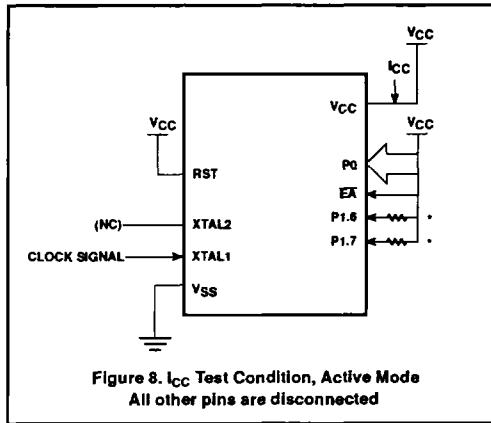 VCC
ICC
VCC
VCC
VCC
P0
RST
EA
(NC)
XTAL2
P1.6
*
CLOCK SIGNAL
XTAL1
P1.7
*
VSS
Figure 8. ICC Test Condition, Active Mode
All other pins are disconnected